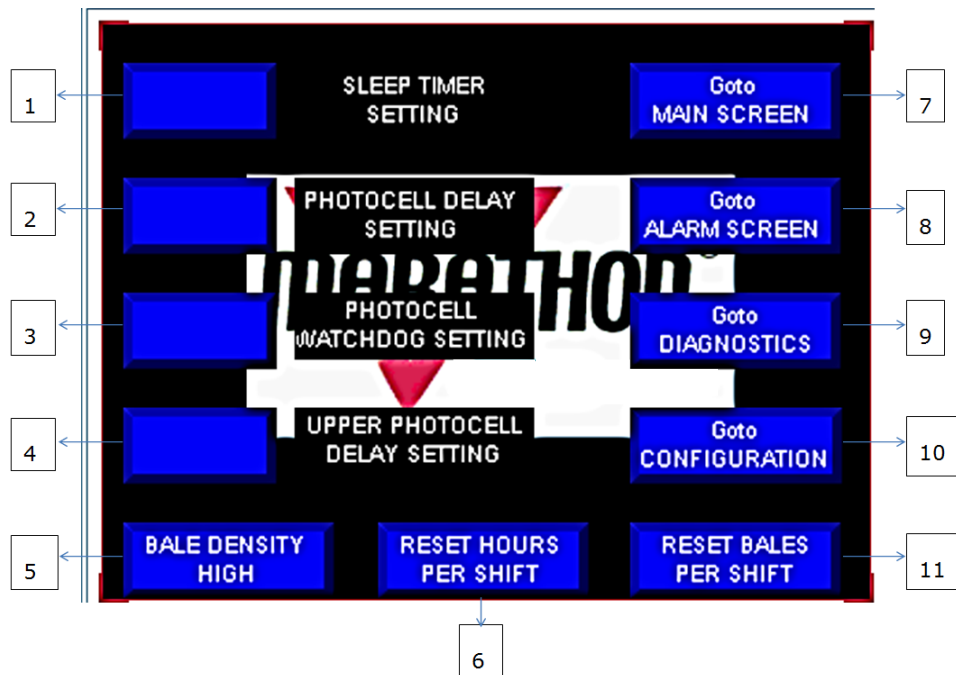 1
SLEEP TIMER
SETTING
Goto
MAIN SCREEN
7
2
PHOTOCELL DELAY
SETTING
Goto
ALARM SCREEN
8
MARATHON®
3
PHOTOCELL
WATCHDOG SETTING
Goto
DIAGNOSTICS
9
4
UPPER PHOTOCELL
DELAY SETTING
Goto
CONFIGURATION
10
5
BALE DENSITY
HIGH
RESET HOURS
PER SHIFT
RESET BALES
PER SHIFT
11
6